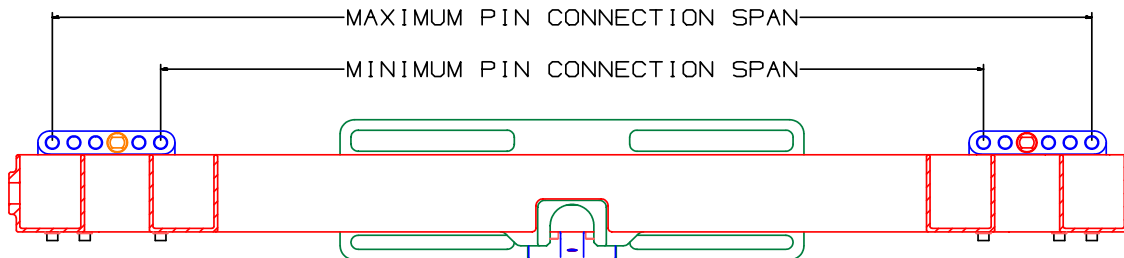 MAXIMUM PIN CONNECTION SPAN
MINIMUM PIN CONNECTION SPAN